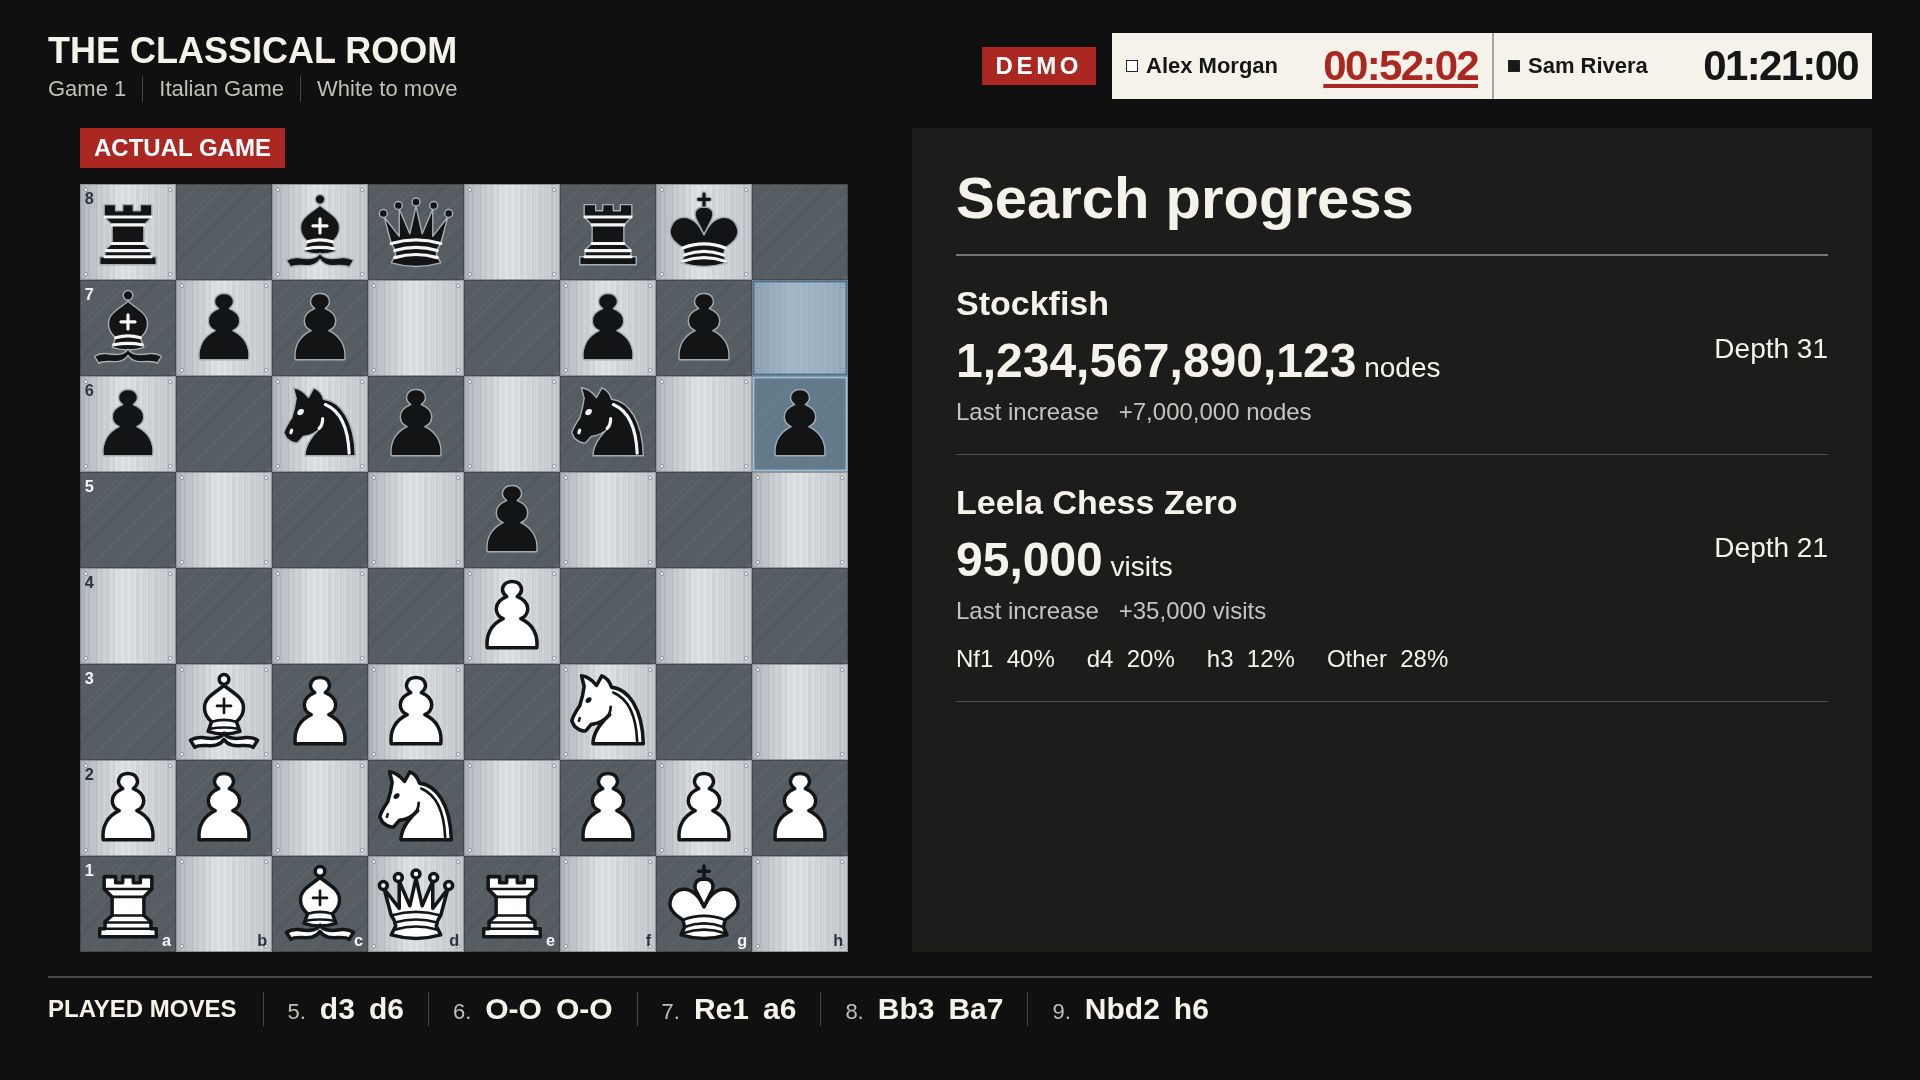 THE CLASSICAL ROOM
Game 1 Italian Game White to move
DEMO
Alex Morgan 00:52:02
Sam Rivera 01:21:00
ACTUAL GAME
8
7
6
5
4
3
2
1
a b c d e f g h
Search progress
Stockfish
1,234,567,890,123 nodes
Depth 31
Last increase +7,000,000 nodes
Leela Chess Zero
95,000 visits
Depth 21
Last increase +35,000 visits
Nf1 40% d4 20% h3 12% Other 28%
PLAYED MOVES 5. d3 d6 6. O-O O-O 7. Re1 a6 8. Bb3 Ba7 9. Nbd2 h6